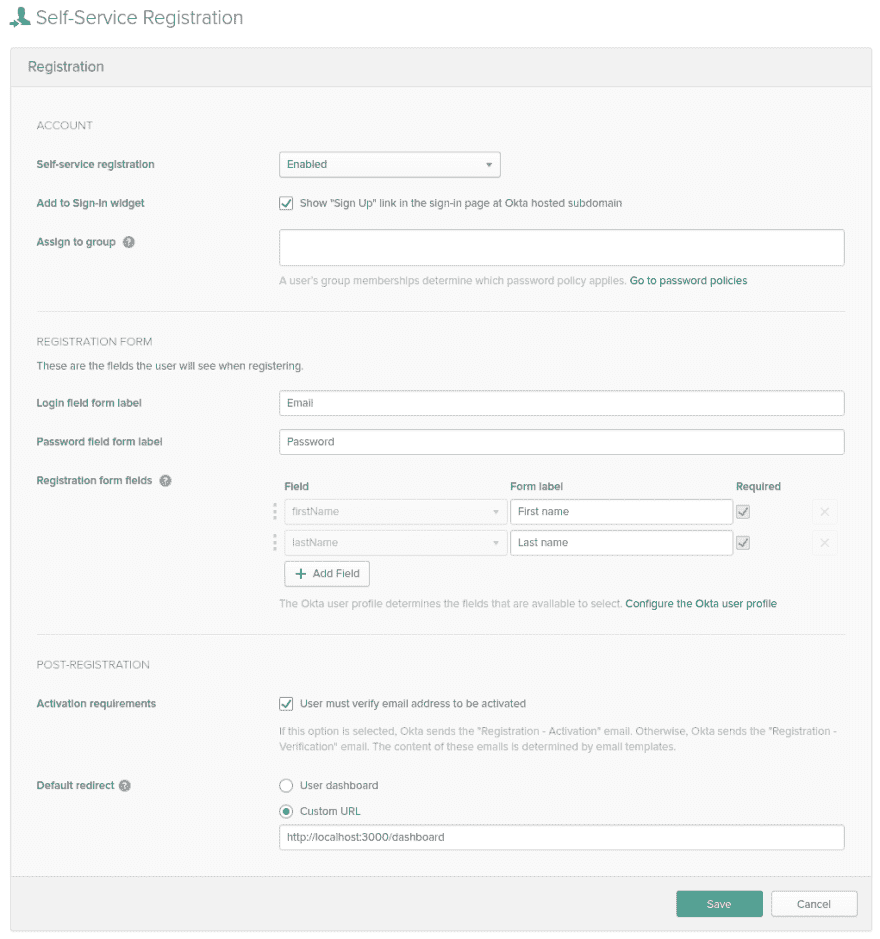 Self-Service Registration
Registration
ACCOUNT
Self-service registration
Enabled
Add to Sign-In widget
Show "Sign Up" link in the sign-in page at Okta hosted subdomain
Assign to group
A user's group memberships determine which password policy applies. Go to password policies
REGISTRATION FORM
These are the fields the user will see when registering.
Login field form label
Email
Password field form label
Password
Registration form fields
Field Form label Required
firstName First name
lastName Last name
+ Add Field
The Okta user profile determines the fields that are available to select. Configure the Okta user profile
POST-REGISTRATION
Activation requirements
User must verify email address to be activated
If this option is selected, Okta sends the "Registration - Activation" email. Otherwise, Okta sends the "Registration -
Verification" email. The content of these emails is determined by email templates.
Default redirect
User dashboard
Custom URL
http://localhost:3000/dashboard
Save Cancel